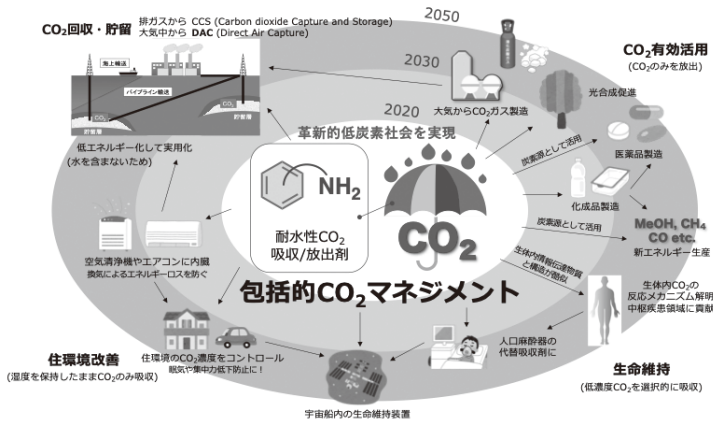 2050
2030
2020
CO2回収・貯留
排ガスから CCS (Carbon dioxide Capture and Storage)
大気中から DAC (Direct Air Capture)
海上輸送
パイプライン輸送
CO2
貯留層
CO2
貯留層
低エネルギー化して実用化
(水を含まないため)
CO2有効活用
(CO2のみを放出)
大気からCO2ガス製造
光合成促進
炭素源として活用
医薬品製造
化成品製造
炭素源として活用
MeOH, CH4
CO etc.
新エネルギー生産
革新的低炭素社会を実現
NH2
耐水性CO2
吸収/放出剤
CO2
包括的CO2マネジメント
空気清浄機やエアコンに内臓
換気によるエネルギーロスを防ぐ
生体内情報伝達物質
と構造が酷似
生体内CO2の
反応メカニズム解明
中枢疾患領域に貢献
住環境改善
(湿度を保持したままCO2のみ吸収)
住環境のCO2濃度をコントロール
眠気や集中力低下防止に！
宇宙船内の生命維持装置
人口麻酔器の
代替吸収剤に
生命維持
(低濃度CO2を選択的に吸収)